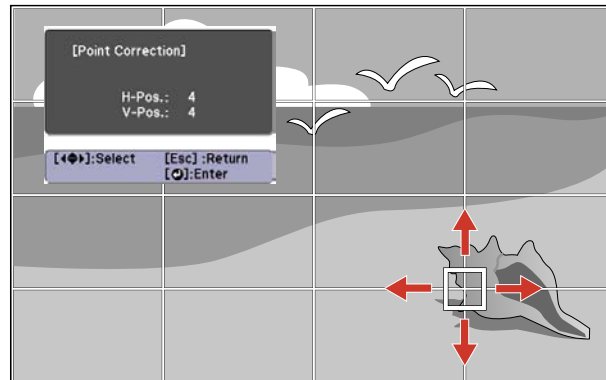 [Point Correction]
H-Pos.: 4
V-Pos.: 4
[◄◆►]:Select [Esc] :Return
[↵]:Enter